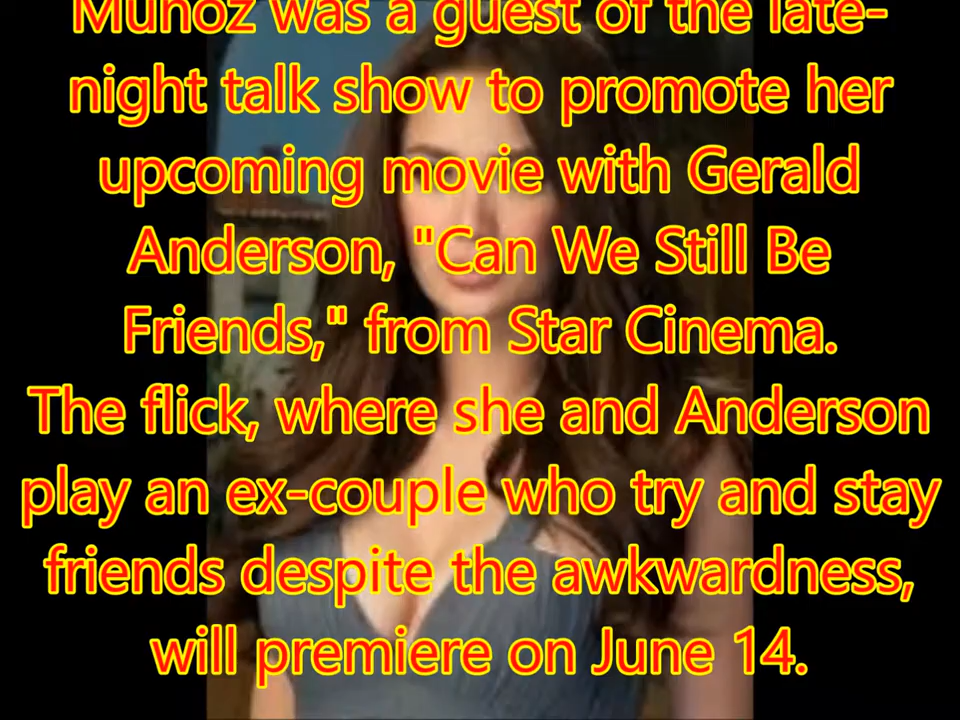 Muñoz was a guest of the late-
night talk show to promote her
upcoming movie with Gerald
Anderson, "Can We Still Be
Friends," from Star Cinema.
The flick, where she and Anderson
play an ex-couple who try and stay
friends despite the awkwardness,
will premiere on June 14.